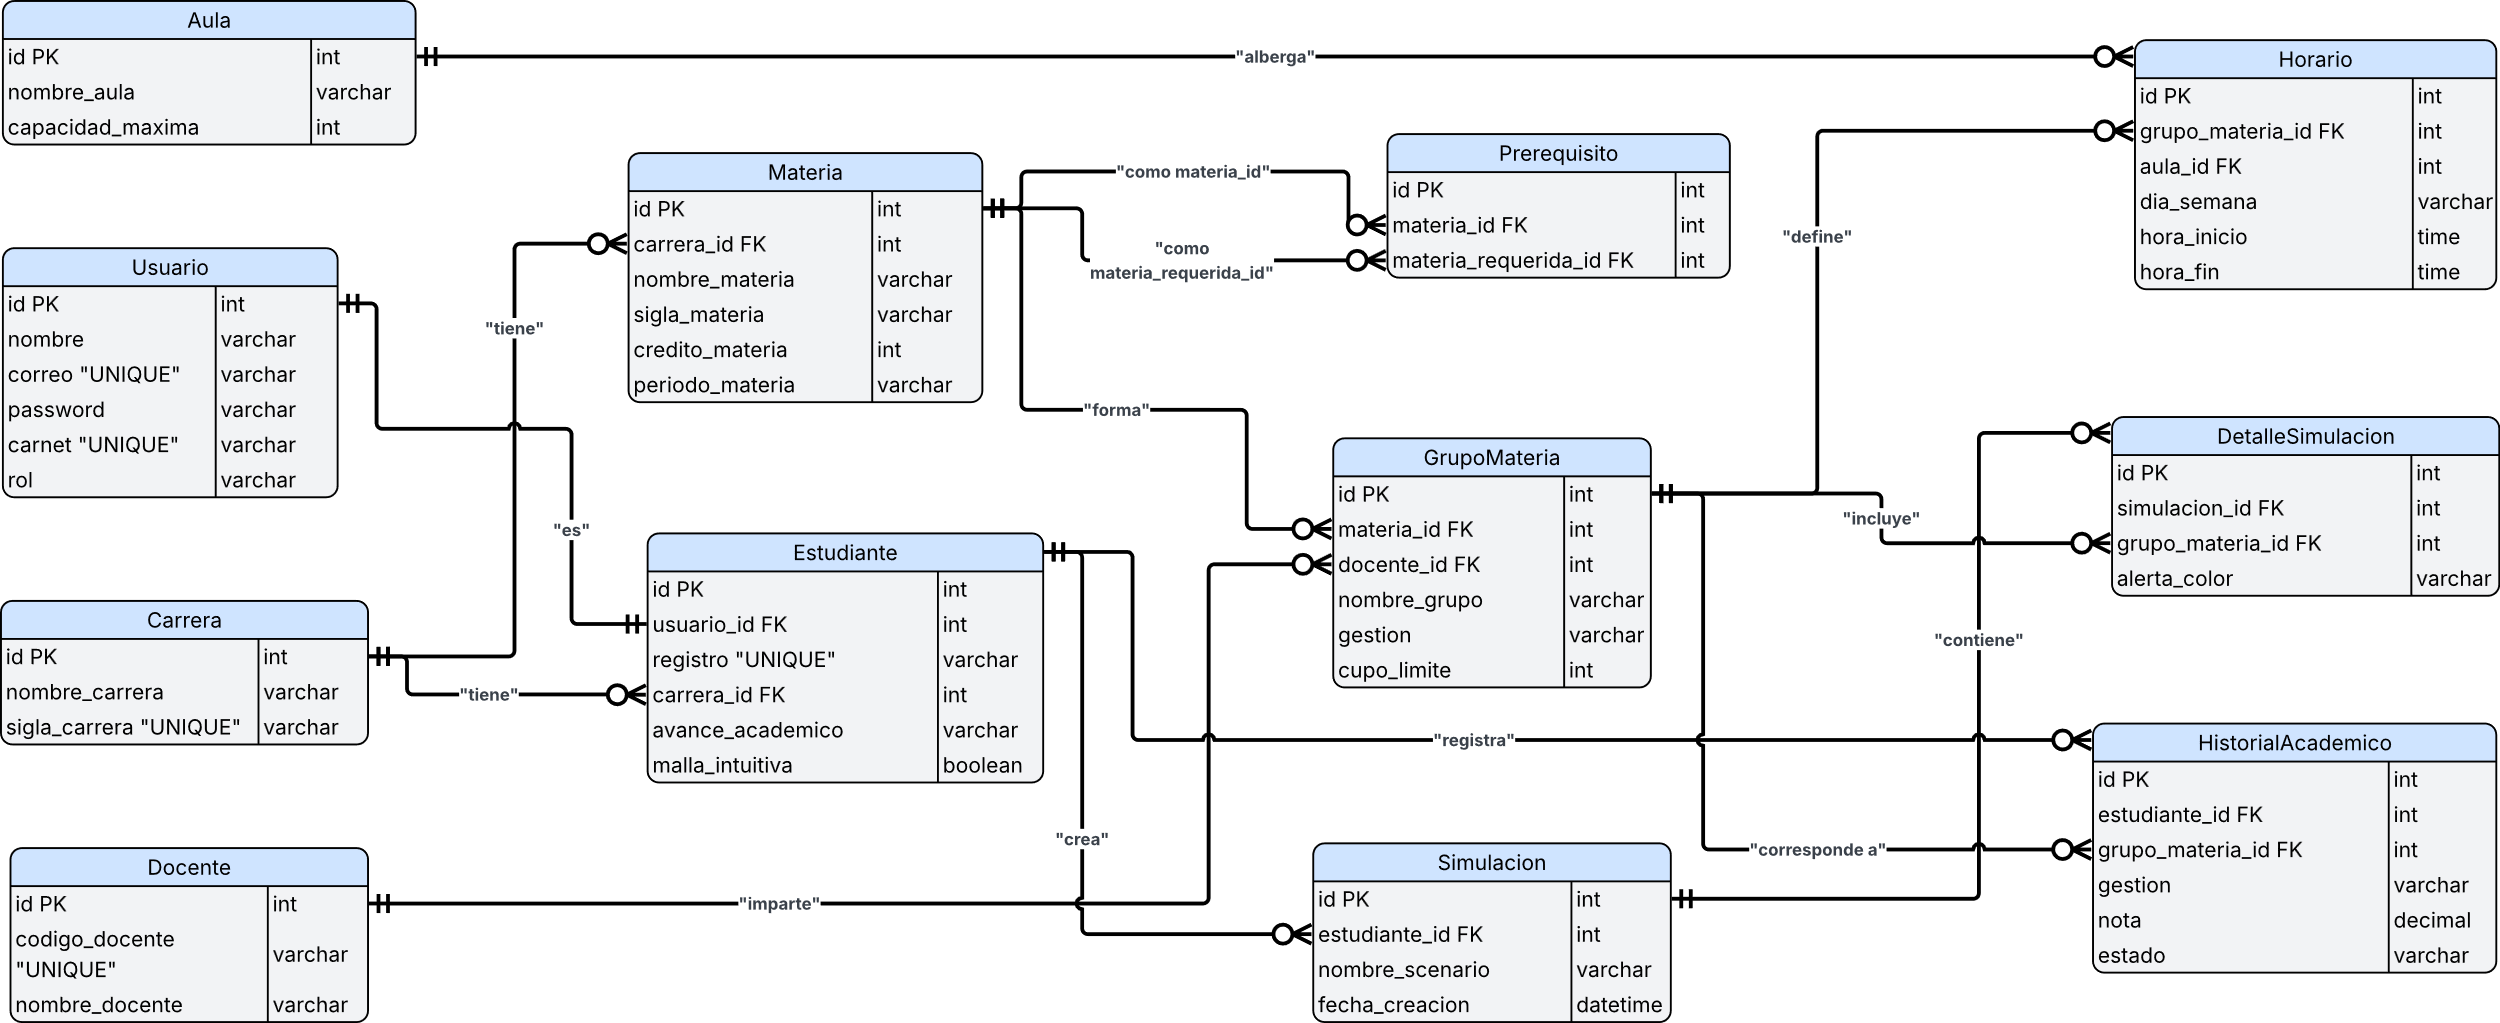 Aula
id PK int
nombre_aula varchar
capacidad_maxima int
"alberga"
Horario
id PK int
grupo_materia_id FK int
aula_id FK int
dia_semana varchar
hora_inicio time
hora_fin time
Materia
id PK int
carrera_id FK int
nombre_materia varchar
sigla_materia varchar
credito_materia int
periodo_materia varchar
"como materia_id"
"como
materia_requerida_id"
Prerequisito
id PK int
materia_id FK int
materia_requerida_id FK int
"define"
Usuario
id PK int
nombre varchar
correo "UNIQUE" varchar
password varchar
carnet "UNIQUE" varchar
rol varchar
"tiene"
"forma"
"es"
GrupoMateria
id PK int
materia_id FK int
docente_id FK int
nombre_grupo varchar
gestion varchar
cupo_limite int
"incluye"
DetalleSimulacion
id PK int
simulacion_id FK int
grupo_materia_id FK int
alerta_color varchar
Estudiante
id PK int
usuario_id FK int
registro "UNIQUE" varchar
carrera_id FK int
avance_academico varchar
malla_intuitiva boolean
Carrera
id PK int
nombre_carrera varchar
sigla_carrera "UNIQUE" varchar
"tiene"
"contiene"
"registra"
HistorialAcademico
id PK int
estudiante_id FK int
grupo_materia_id FK int
gestion varchar
nota decimal
estado varchar
"crea"
"corresponde a"
Docente
id PK int
codigo_docente
"UNIQUE" varchar
nombre_docente varchar
"imparte"
Simulacion
id PK int
estudiante_id FK int
nombre_scenario varchar
fecha_creacion datetime